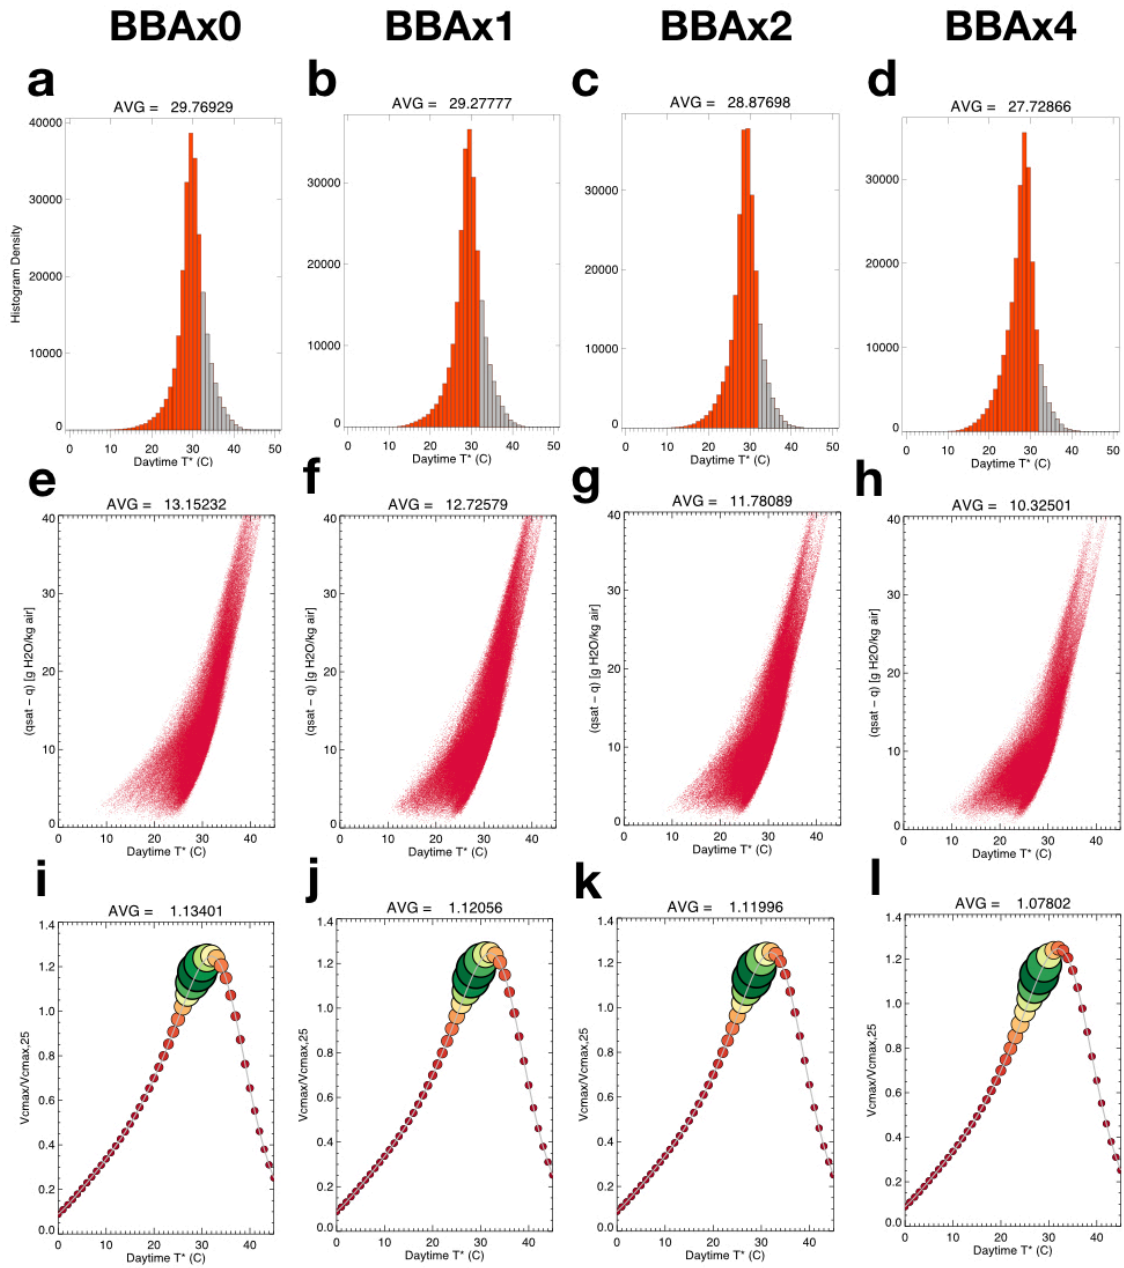 BBAx0 BBAx1 BBAx2 BBAx4
a b c d
AVG = 29.76929 AVG = 29.27777 AVG = 28.87698 AVG = 27.72866
Histogram Density
40000
30000
20000
10000
0
0 10 20 30 40 50
Daytime T* (C)
30000
20000
10000
0
0 10 20 30 40 50
Daytime T* (C)
30000
20000
10000
0
0 10 20 30 40 50
Daytime T* (C)
30000
20000
10000
0
0 10 20 30 40 50
Daytime T* (C)
e f g h
AVG = 13.15232 AVG = 12.72579 AVG = 11.78089 AVG = 10.32501
(qsat − q) [g H2O/kg air]
40
30
20
10
0
0 10 20 30 40
Daytime T* (C)
(qsat − q) [g H2O/kg air]
40
30
20
10
0
0 10 20 30 40
Daytime T* (C)
(qsat − q) [g H2O/kg air]
40
30
20
10
0
0 10 20 30 40
Daytime T* (C)
(qsat − q) [g H2O/kg air]
40
30
20
10
0
0 10 20 30 40
Daytime T* (C)
i j k l
AVG = 1.13401 AVG = 1.12056 AVG = 1.11996 AVG = 1.07802
Vcmax/Vcmax,25
1.4
1.2
1.0
0.8
0.6
0.4
0.2
0.0
0 10 20 30 40
Daytime T* (C)
Vcmax/Vcmax,25
1.4
1.2
1.0
0.8
0.6
0.4
0.2
0.0
0 10 20 30 40
Daytime T* (C)
Vcmax/Vcmax,25
1.4
1.2
1.0
0.8
0.6
0.4
0.2
0.0
0 10 20 30 40
Daytime T* (C)
Vcmax/Vcmax,25
1.4
1.2
1.0
0.8
0.6
0.4
0.2
0.0
0 10 20 30 40
Daytime T* (C)